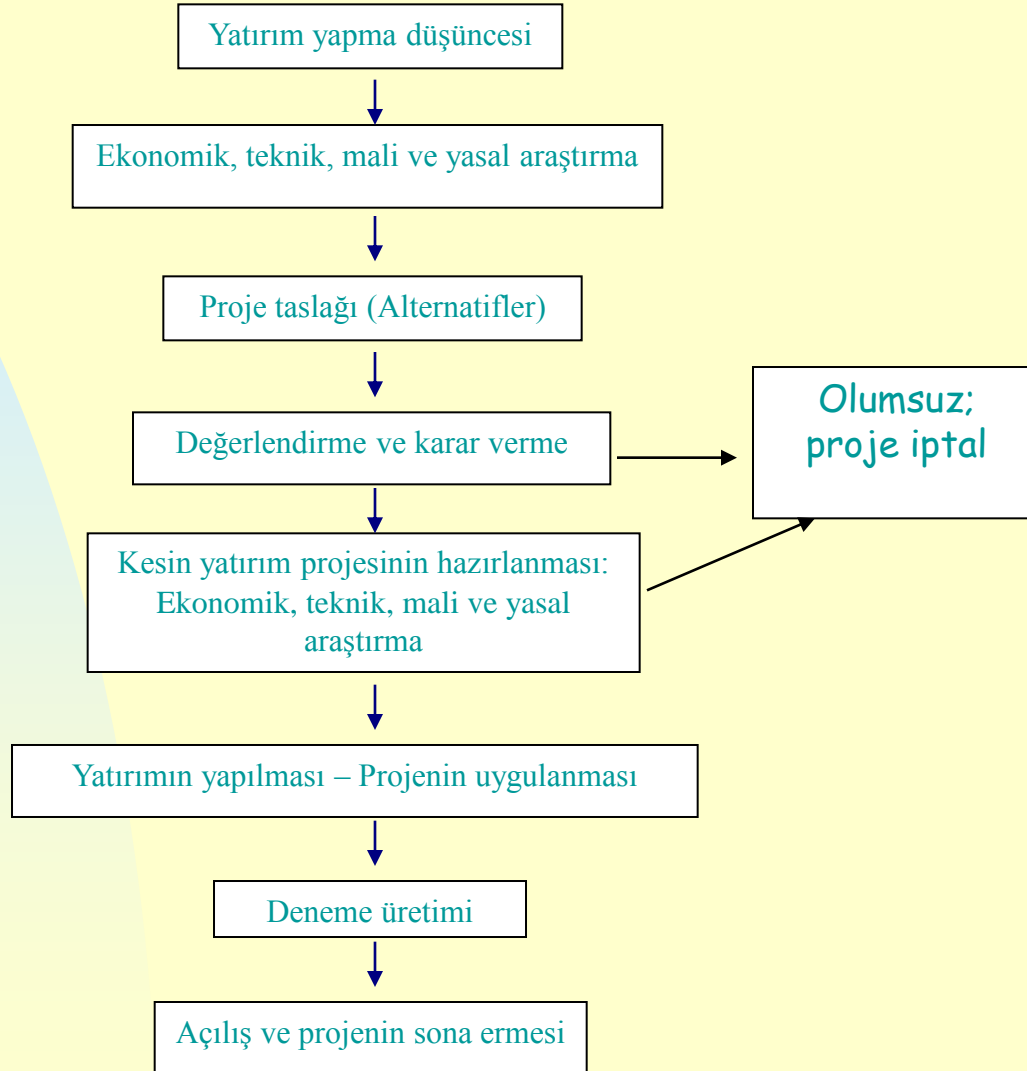 Yatırım yapma düşüncesi
Ekonomik, teknik, mali ve yasal araştırma
Proje taslağı (Alternatifler)
Değerlendirme ve karar verme
Olumsuz;
proje iptal
Kesin yatırım projesinin hazırlanması:
Ekonomik, teknik, mali ve yasal
araştırma
Yatırımın yapılması – Projenin uygulanması
Deneme üretimi
Açılış ve projenin sona ermesi